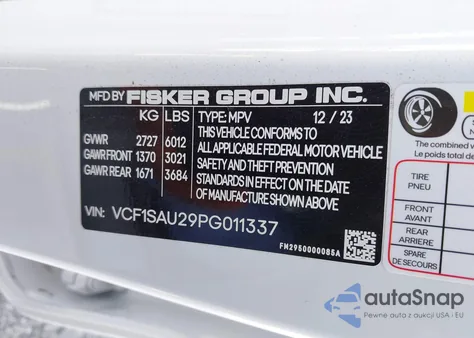 MFD BY FISKER GROUP INC.
KG LBS TYPE: MPV 12 / 23
GVWR 2727 6012
GAWR FRONT 1370 3021
GAWR REAR 1671 3684
THIS VEHICLE CONFORMS TO
ALL APPLICABLE FEDERAL MOTOR VEHICLE
SAFETY AND THEFT PREVENTION
STANDARDS IN EFFECT ON THE DATE
OF MANUFACTURE SHOWN ABOVE.
VIN: VCF1SAU29PG011337
FM2950000085A
The combined
Le poids total de
TIRE
PNEU
FRONT
AVANT
REAR
ARRIERE
autoSnap
Pewne auta z aukcji USA i EU